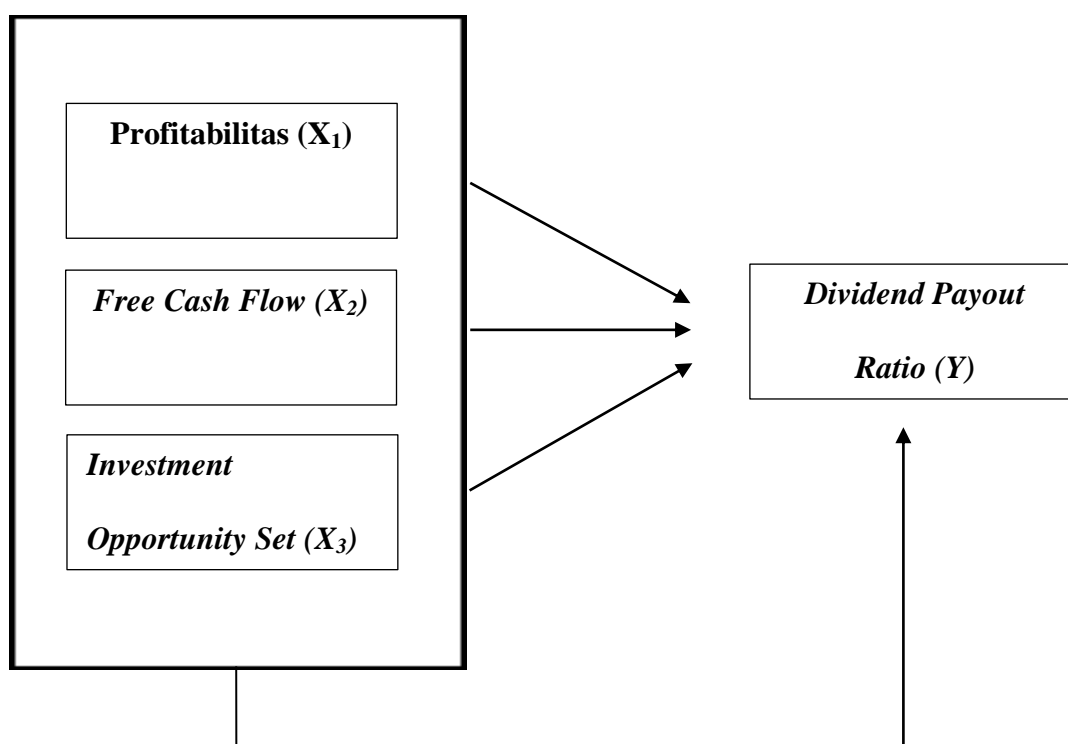 Profitabilitas (X₁)
Free Cash Flow (X₂)
Investment
Opportunity Set (X₃)
Dividend Payout
Ratio (Y)